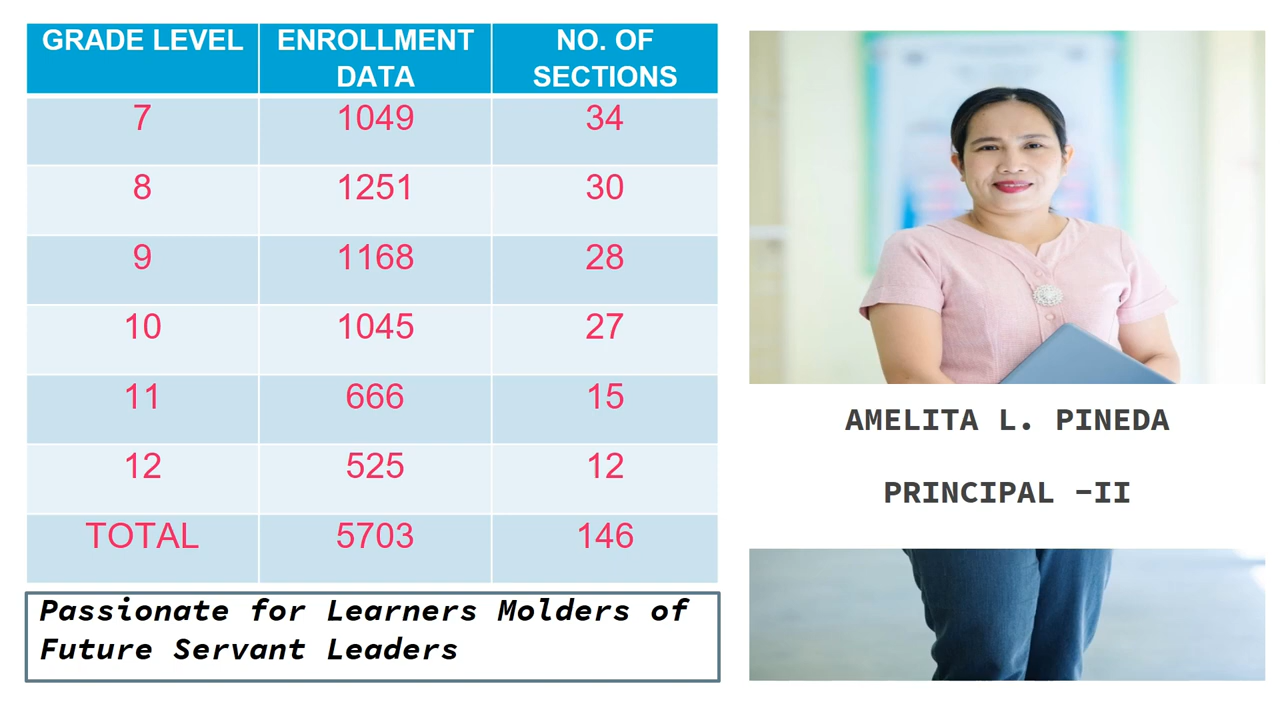 GRADE LEVEL ENROLLMENT DATA NO. OF SECTIONS
7 1049 34
8 1251 30
9 1168 28
10 1045 27
11 666 15
12 525 12
TOTAL 5703 146
Passionate for Learners Molders of
Future Servant Leaders
AMELITA L. PINEDA
PRINCIPAL -II